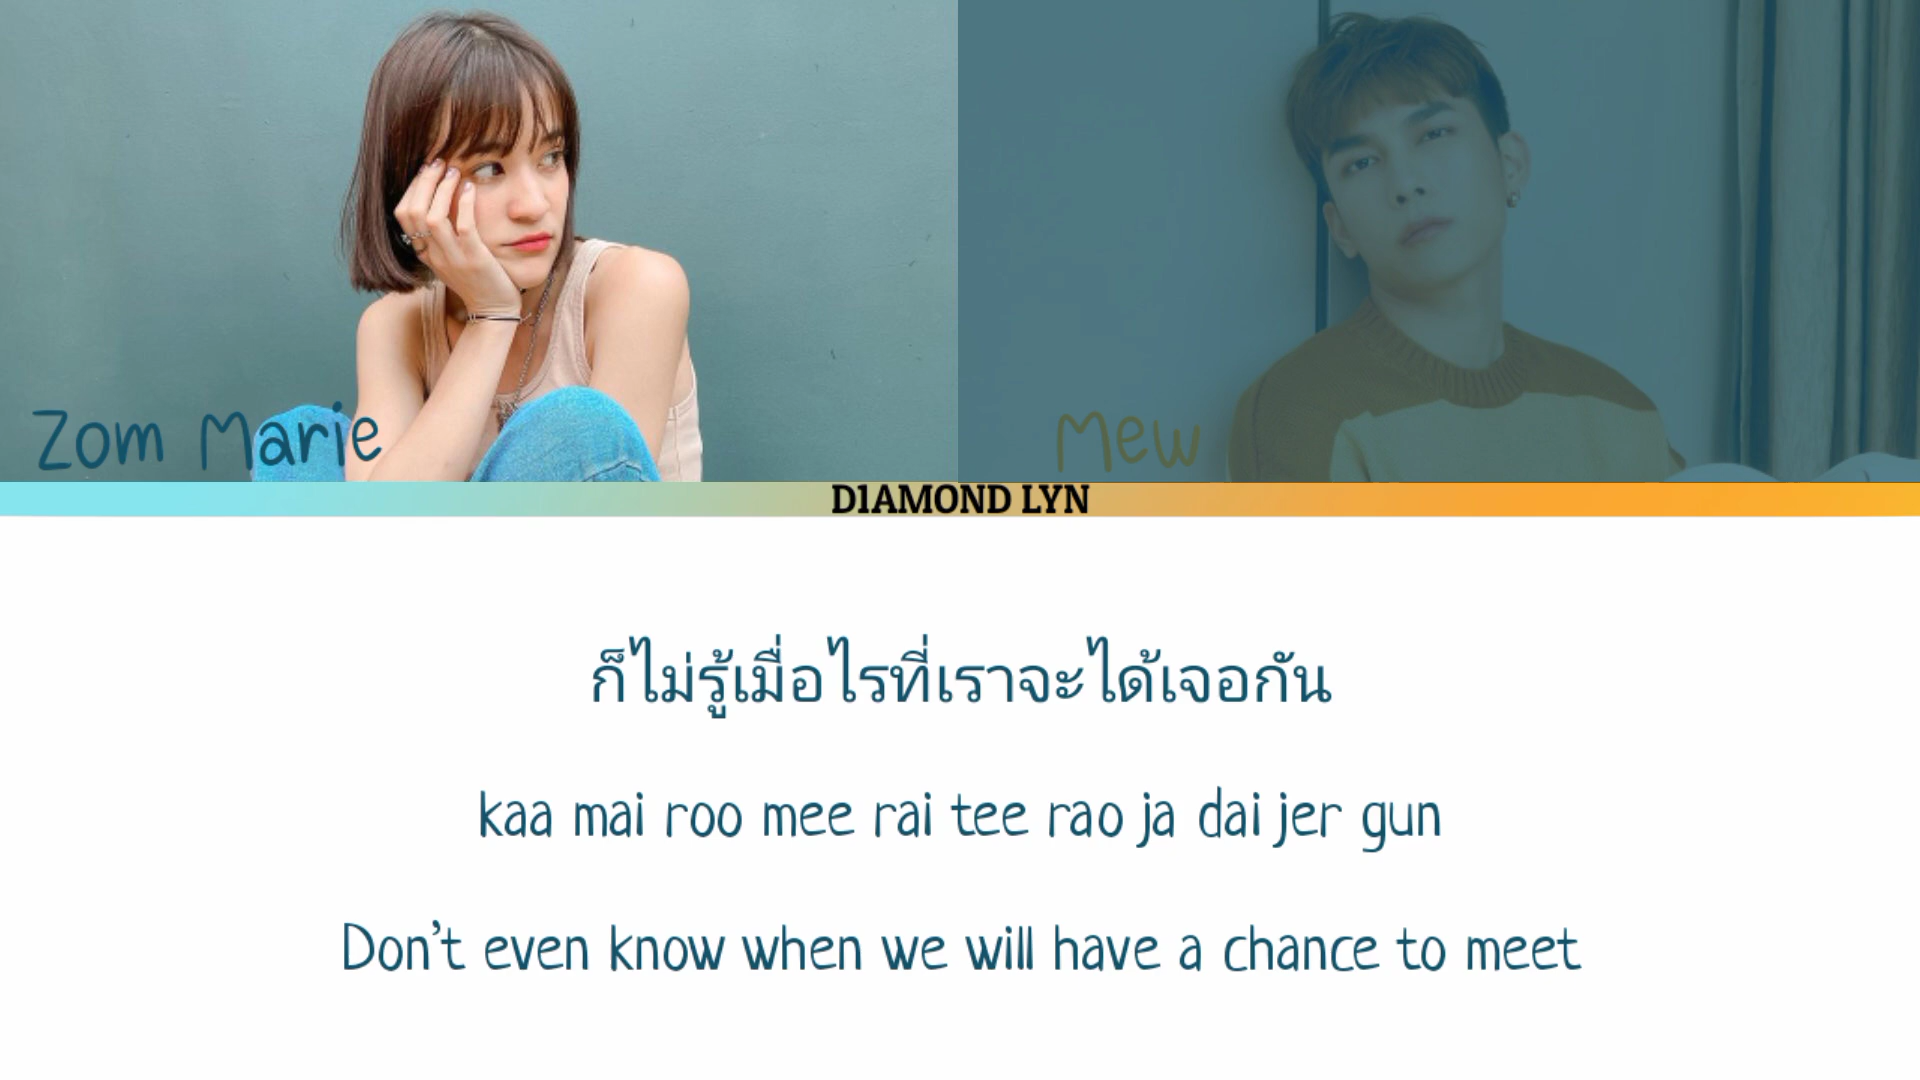 Zom Marie
Mew
D1AMOND LYN
ก็ไม่รู้เมื่อไรที่เราจะได้เจอกัน
kaa mai roo mee rai tee rao ja dai jer gun
Don't even know when we will have a chance to meet